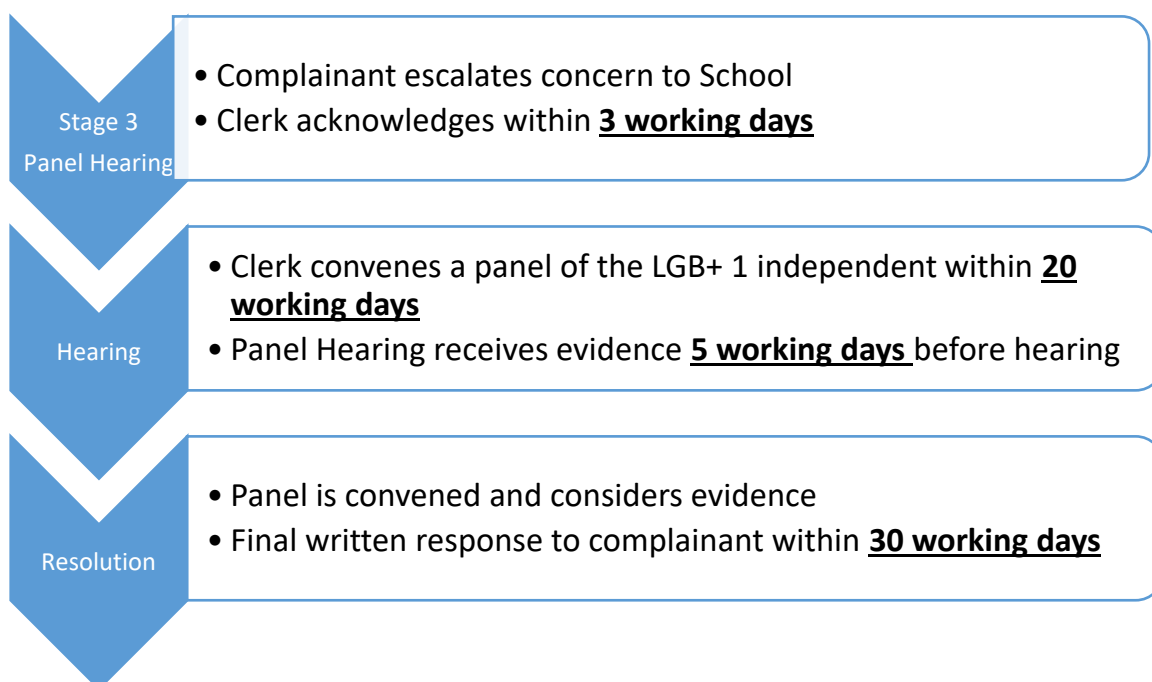 Stage 3
Panel Hearing
• Complainant escalates concern to School
• Clerk acknowledges within 3 working days
Hearing
• Clerk convenes a panel of the LGB+ 1 independent within 20
working days
• Panel Hearing receives evidence 5 working days before hearing
Resolution
• Panel is convened and considers evidence
• Final written response to complainant within 30 working days